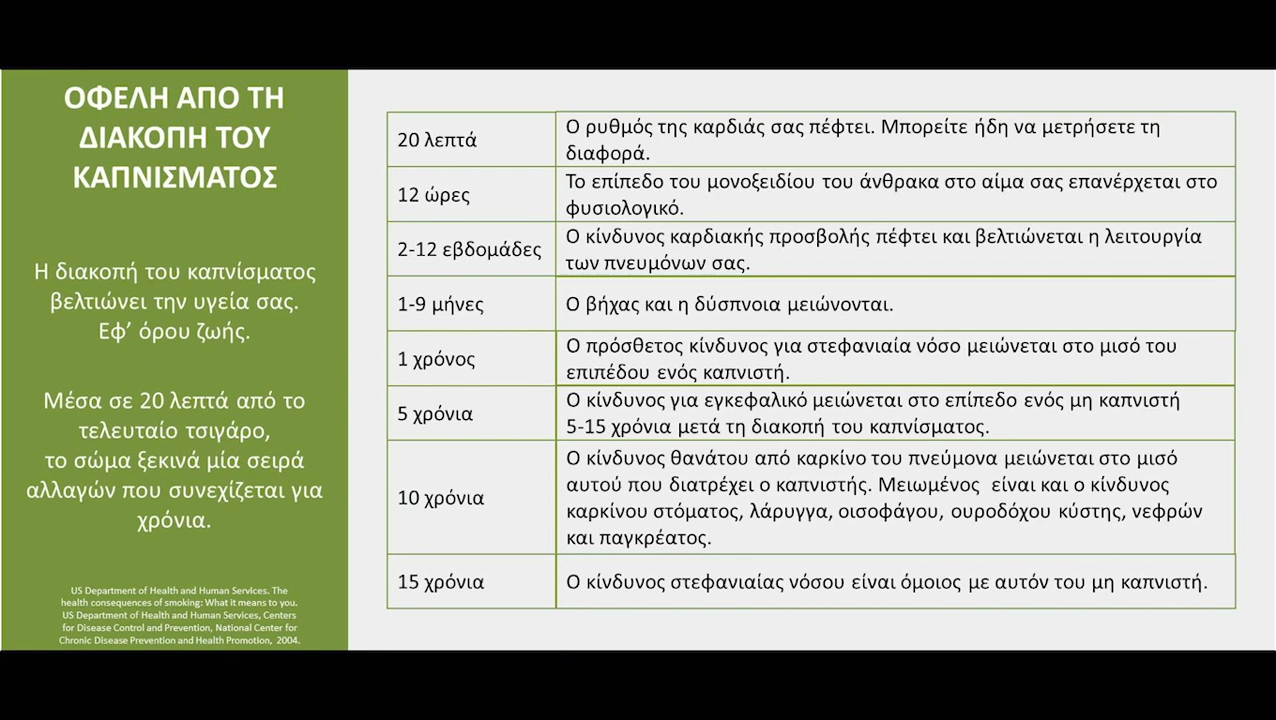 ΟΦΕΛΗ ΑΠΟ ΤΗ
ΔΙΑΚΟΠΗ ΤΟΥ
ΚΑΠΝΙΣΜΑΤΟΣ
Η διακοπή του καπνίσματος
βελτιώνει την υγεία σας.
Εφ’ όρου ζωής.
Μέσα σε 20 λεπτά από το
τελευταίο τσιγάρο,
το σώμα ξεκινά μία σειρά
αλλαγών που συνεχίζεται για
χρόνια.
US Department of Health and Human Services. The
health consequences of smoking: What it means to you.
US Department of Health and Human Services, Centers
for Disease Control and Prevention, National Center for
Chronic Disease Prevention and Health Promotion, 2004.
20 λεπτά
Ο ρυθμός της καρδιάς σας πέφτει. Μπορείτε ήδη να μετρήσετε τη
διαφορά.
12 ώρες
Το επίπεδο του μονοξειδίου του άνθρακα στο αίμα σας επανέρχεται στο
φυσιολογικό.
2-12 εβδομάδες
Ο κίνδυνος καρδιακής προσβολής πέφτει και βελτιώνεται η λειτουργία
των πνευμόνων σας.
1-9 μήνες
Ο βήχας και η δύσπνοια μειώνονται.
1 χρόνος
Ο πρόσθετος κίνδυνος για στεφανιαία νόσο μειώνεται στο μισό του
επιπέδου ενός καπνιστή.
5 χρόνια
Ο κίνδυνος για εγκεφαλικό μειώνεται στο επίπεδο ενός μη καπνιστή
5-15 χρόνια μετά τη διακοπή του καπνίσματος.
10 χρόνια
Ο κίνδυνος θανάτου από καρκίνο του πνεύμονα μειώνεται στο μισό
αυτού που διατρέχει ο καπνιστής. Μειωμένος είναι και ο κίνδυνος
καρκίνου στόματος, λάρυγγα, οισοφάγου, ουροδόχου κύστης, νεφρών
και παγκρέατος.
15 χρόνια
Ο κίνδυνος στεφανιαίας νόσου είναι όμοιος με αυτόν του μη καπνιστή.